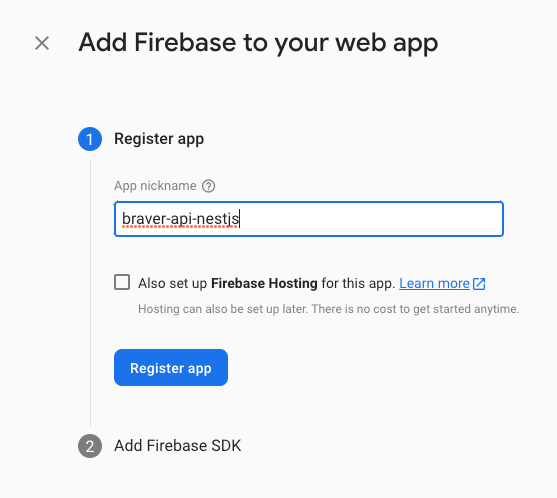 Add Firebase to your web app
1
Register app
App nickname
braver-api-nestjs
Also set up Firebase Hosting for this app. Learn more
Hosting can also be set up later. There is no cost to get started anytime.
Register app
2
Add Firebase SDK